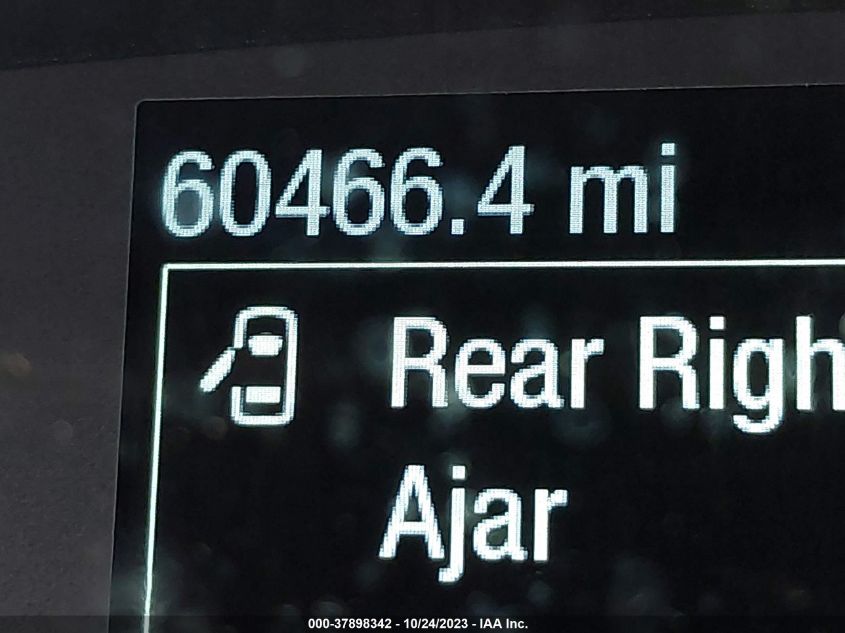 60466.4 mi
Rear Righ
Ajar
000-37898342 - 10/24/2023 - IAA Inc.